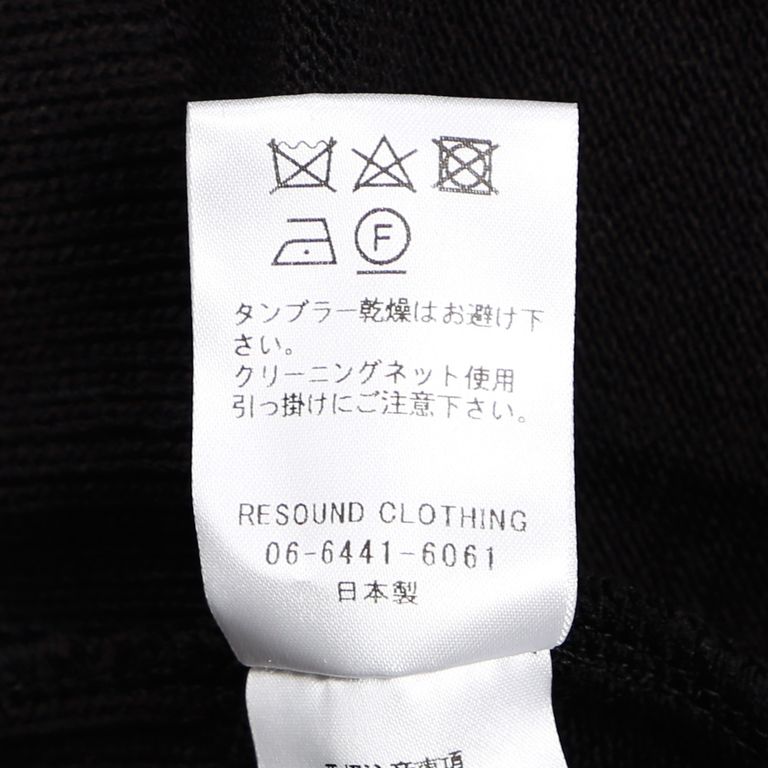 F
タンブラー乾燥はお避け下
さい。
クリーニングネット使用
引っ掛けにご注意下さい。
RESOUND CLOTHING
06-6441-6061
日本製